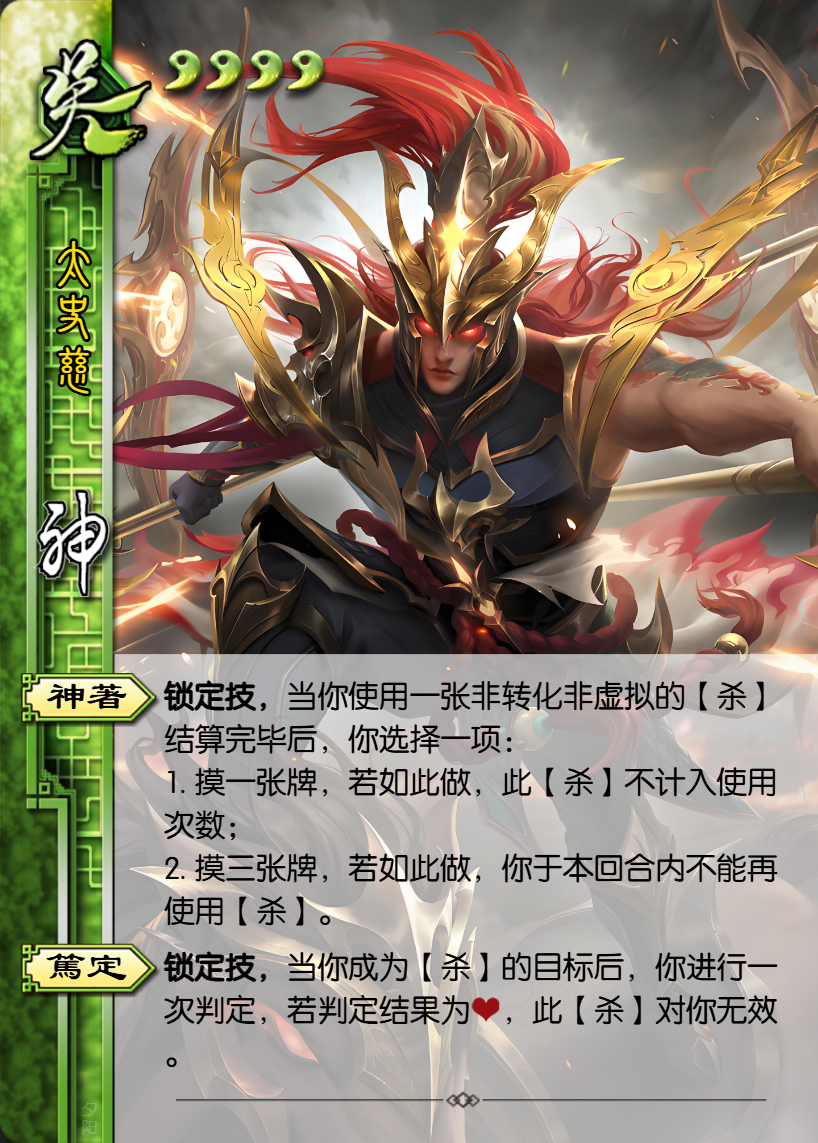 吴
太史慈
神
神著
锁定技，当你使用一张非转化非虚拟的【杀】
结算完毕后，你选择一项：
1. 摸一张牌，若如此做，此【杀】不计入使用
次数；
2. 摸三张牌，若如此做，你于本回合内不能再
使用【杀】。
篤定
锁定技，当你成为【杀】的目标后，你进行一
次判定，若判定结果为❤，此【杀】对你无效
。
夕阳